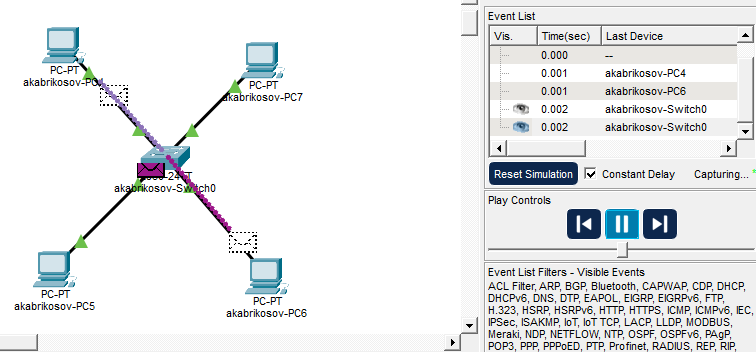 PC-PT
akabrikosov-PC4
PC-PT
akabrikosov-PC7
akabrikosov-Switch0
PC-PT
akabrikosov-PC5
PC-PT
akabrikosov-PC6
Event List
Vis. Time(sec) Last Device
0.000 --
0.001 akabrikosov-PC4
0.001 akabrikosov-PC6
0.002 akabrikosov-Switch0
0.002 akabrikosov-Switch0
Reset Simulation Constant Delay Capturing...
Play Controls
Event List Filters - Visible Events
ACL Filter, ARP, BGP, Bluetooth, CAPWAP, CDP, DHCP,
DHCPv6, DNS, DTP, EAPOL, EIGRP, EIGRPv6, FTP,
H.323, HSRP, HSRPv6, HTTP, HTTPS, ICMP, ICMPv6, IEC,
IPSec, ISAKMP, IoT, IoT TCP, LACP, LLDP, MODBUS,
Meraki, NDP, NETFLOW, NTP, OSPF, OSPFv6, PAgP,
POP3, PPP, PPPoED, PTP, Profinet, RADIUS, REP, RIP,